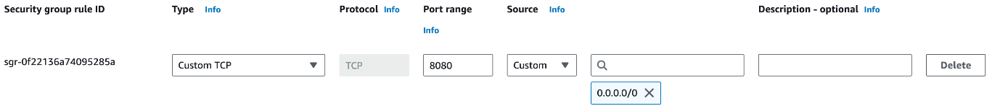 Security group rule ID Type Info Protocol Info Port range Source Info Description - optional Info
Info
sgr-0f22136a74095285a Custom TCP TCP 8080 Custom Delete
0.0.0.0/0